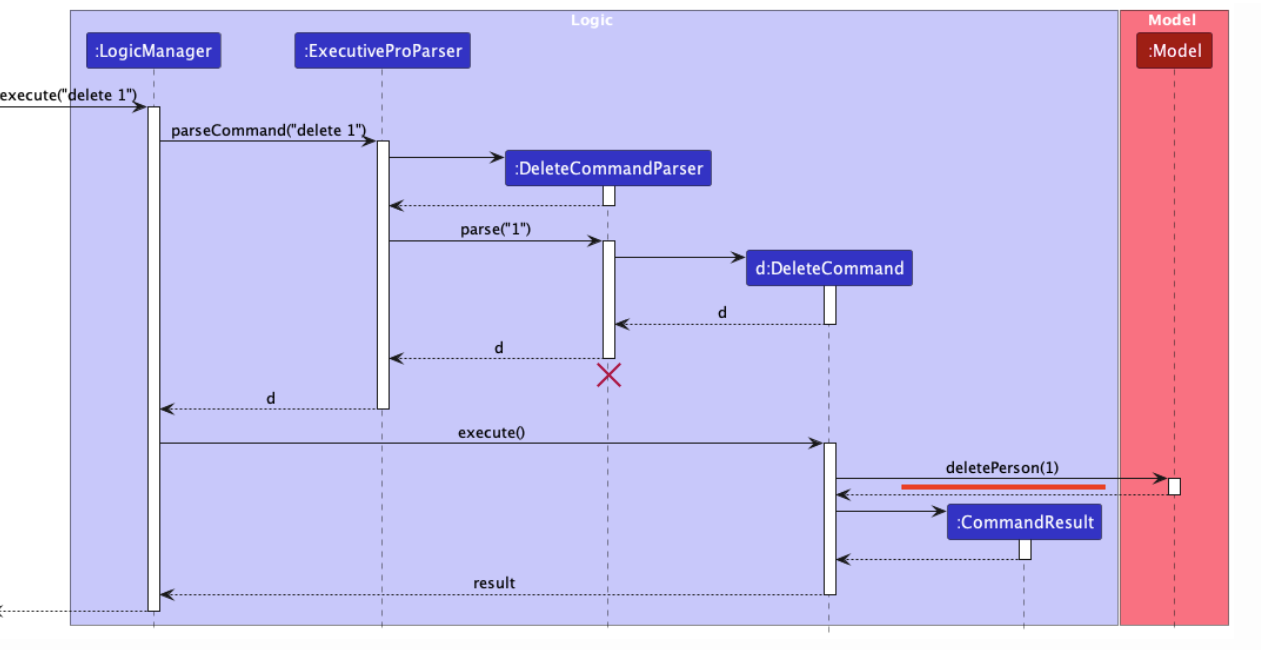 Logic
Model
:LogicManager
:ExecutiveProParser
:Model
execute("delete 1")
parseCommand("delete 1")
:DeleteCommandParser
parse("1")
d:DeleteCommand
d
d
d
execute()
deletePerson(1)
:CommandResult
result